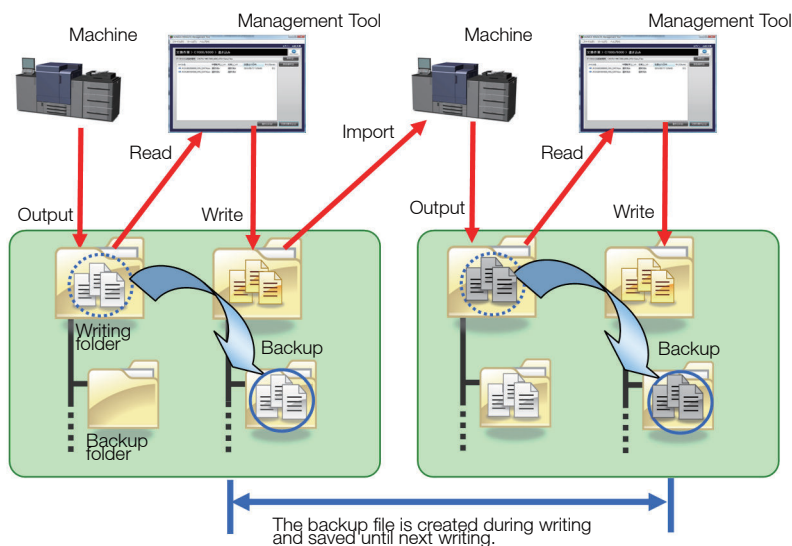 Machine
Management Tool
Machine
Management Tool
Import
Read
Read
Output
Write
Output
Write
Writing
folder
Backup
Backup
Backup
folder
The backup file is created during writing
and saved until next writing.